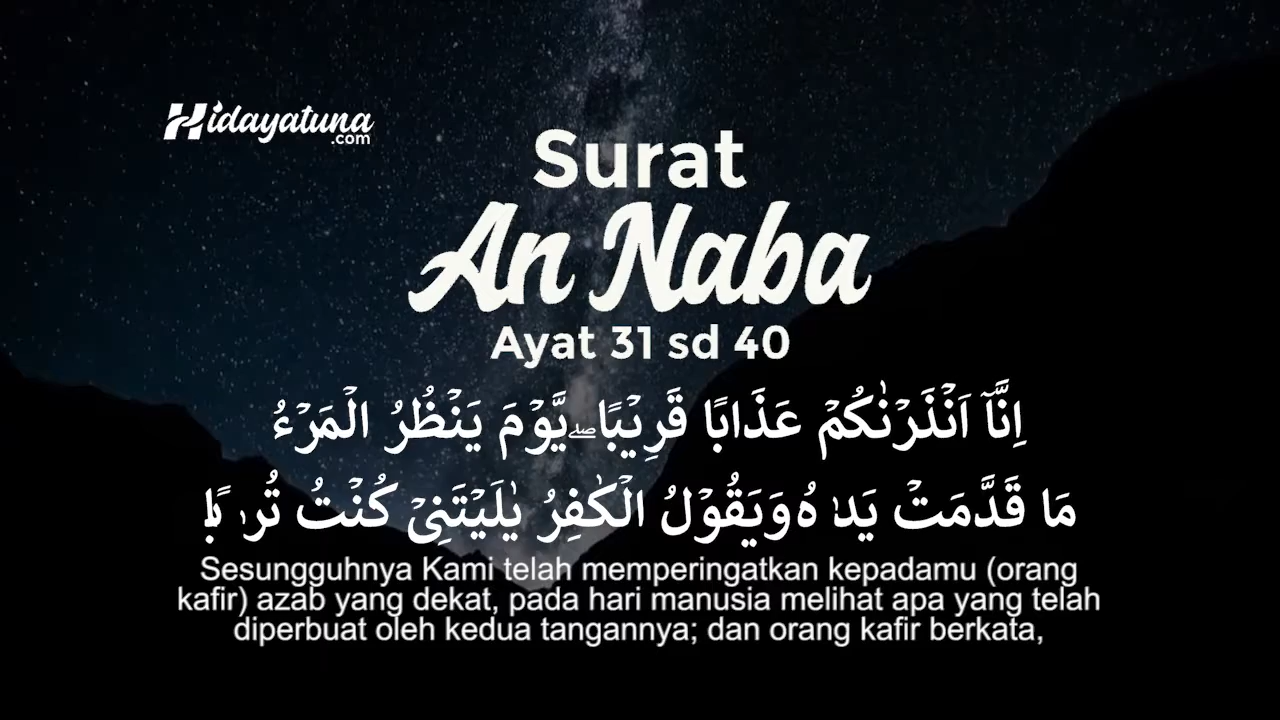 Hidayatuna
.com
Surat
An Naba
Ayat 31 sd 40
اِنَّآ اَنْذَرْنٰكُمْ عَذَابًا قَرِيْبًا ۖيَّوْمَ يَنْظُرُ الْمَرْءُ
مَا قَدَّمَتْ يَدٰهُ وَيَقُوْلُ الْكٰفِرُ يٰلَيْتَنِيْ كُنْتُ تُرٰبًا
Sesungguhnya Kami telah memperingatkan kepadamu (orang
kafir) azab yang dekat, pada hari manusia melihat apa yang telah
diperbuat oleh kedua tangannya; dan orang kafir berkata,